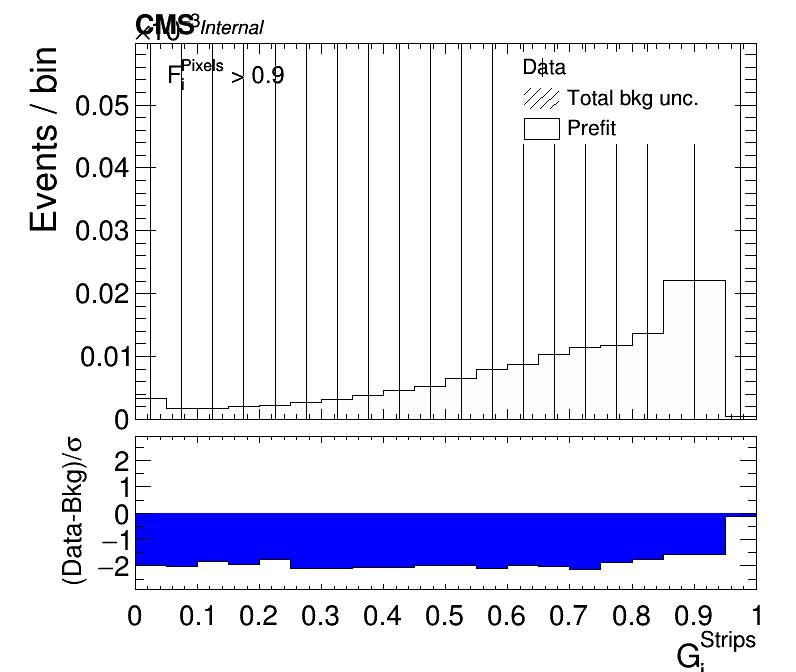 CMS Internal
×10³
Events / bin
F_i^Pixels > 0.9
Data
Total bkg unc.
Prefit
0.05
0.04
0.03
0.02
0.01
0
(Data-Bkg)/σ
2
1
0
−1
−2
0 0.1 0.2 0.3 0.4 0.5 0.6 0.7 0.8 0.9 1
G_i^Strips